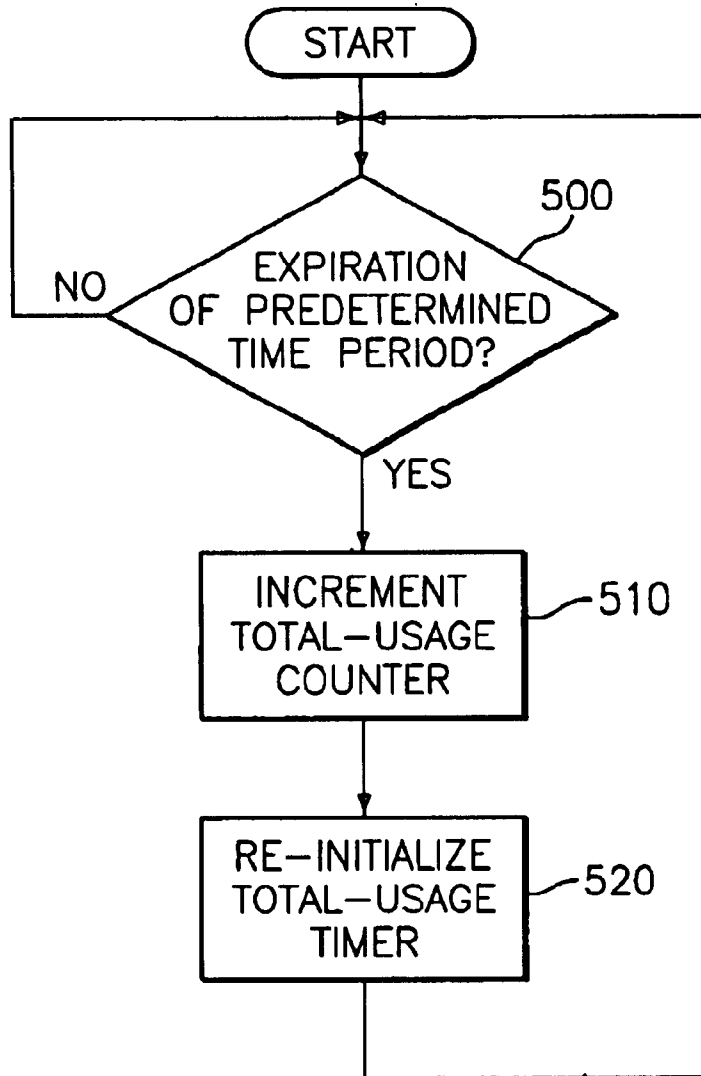 START
500
EXPIRATION
OF PREDETERMINED
TIME PERIOD?
NO
YES
INCREMENT
TOTAL-USAGE
COUNTER
510
RE-INITIALIZE
TOTAL-USAGE
TIMER
520